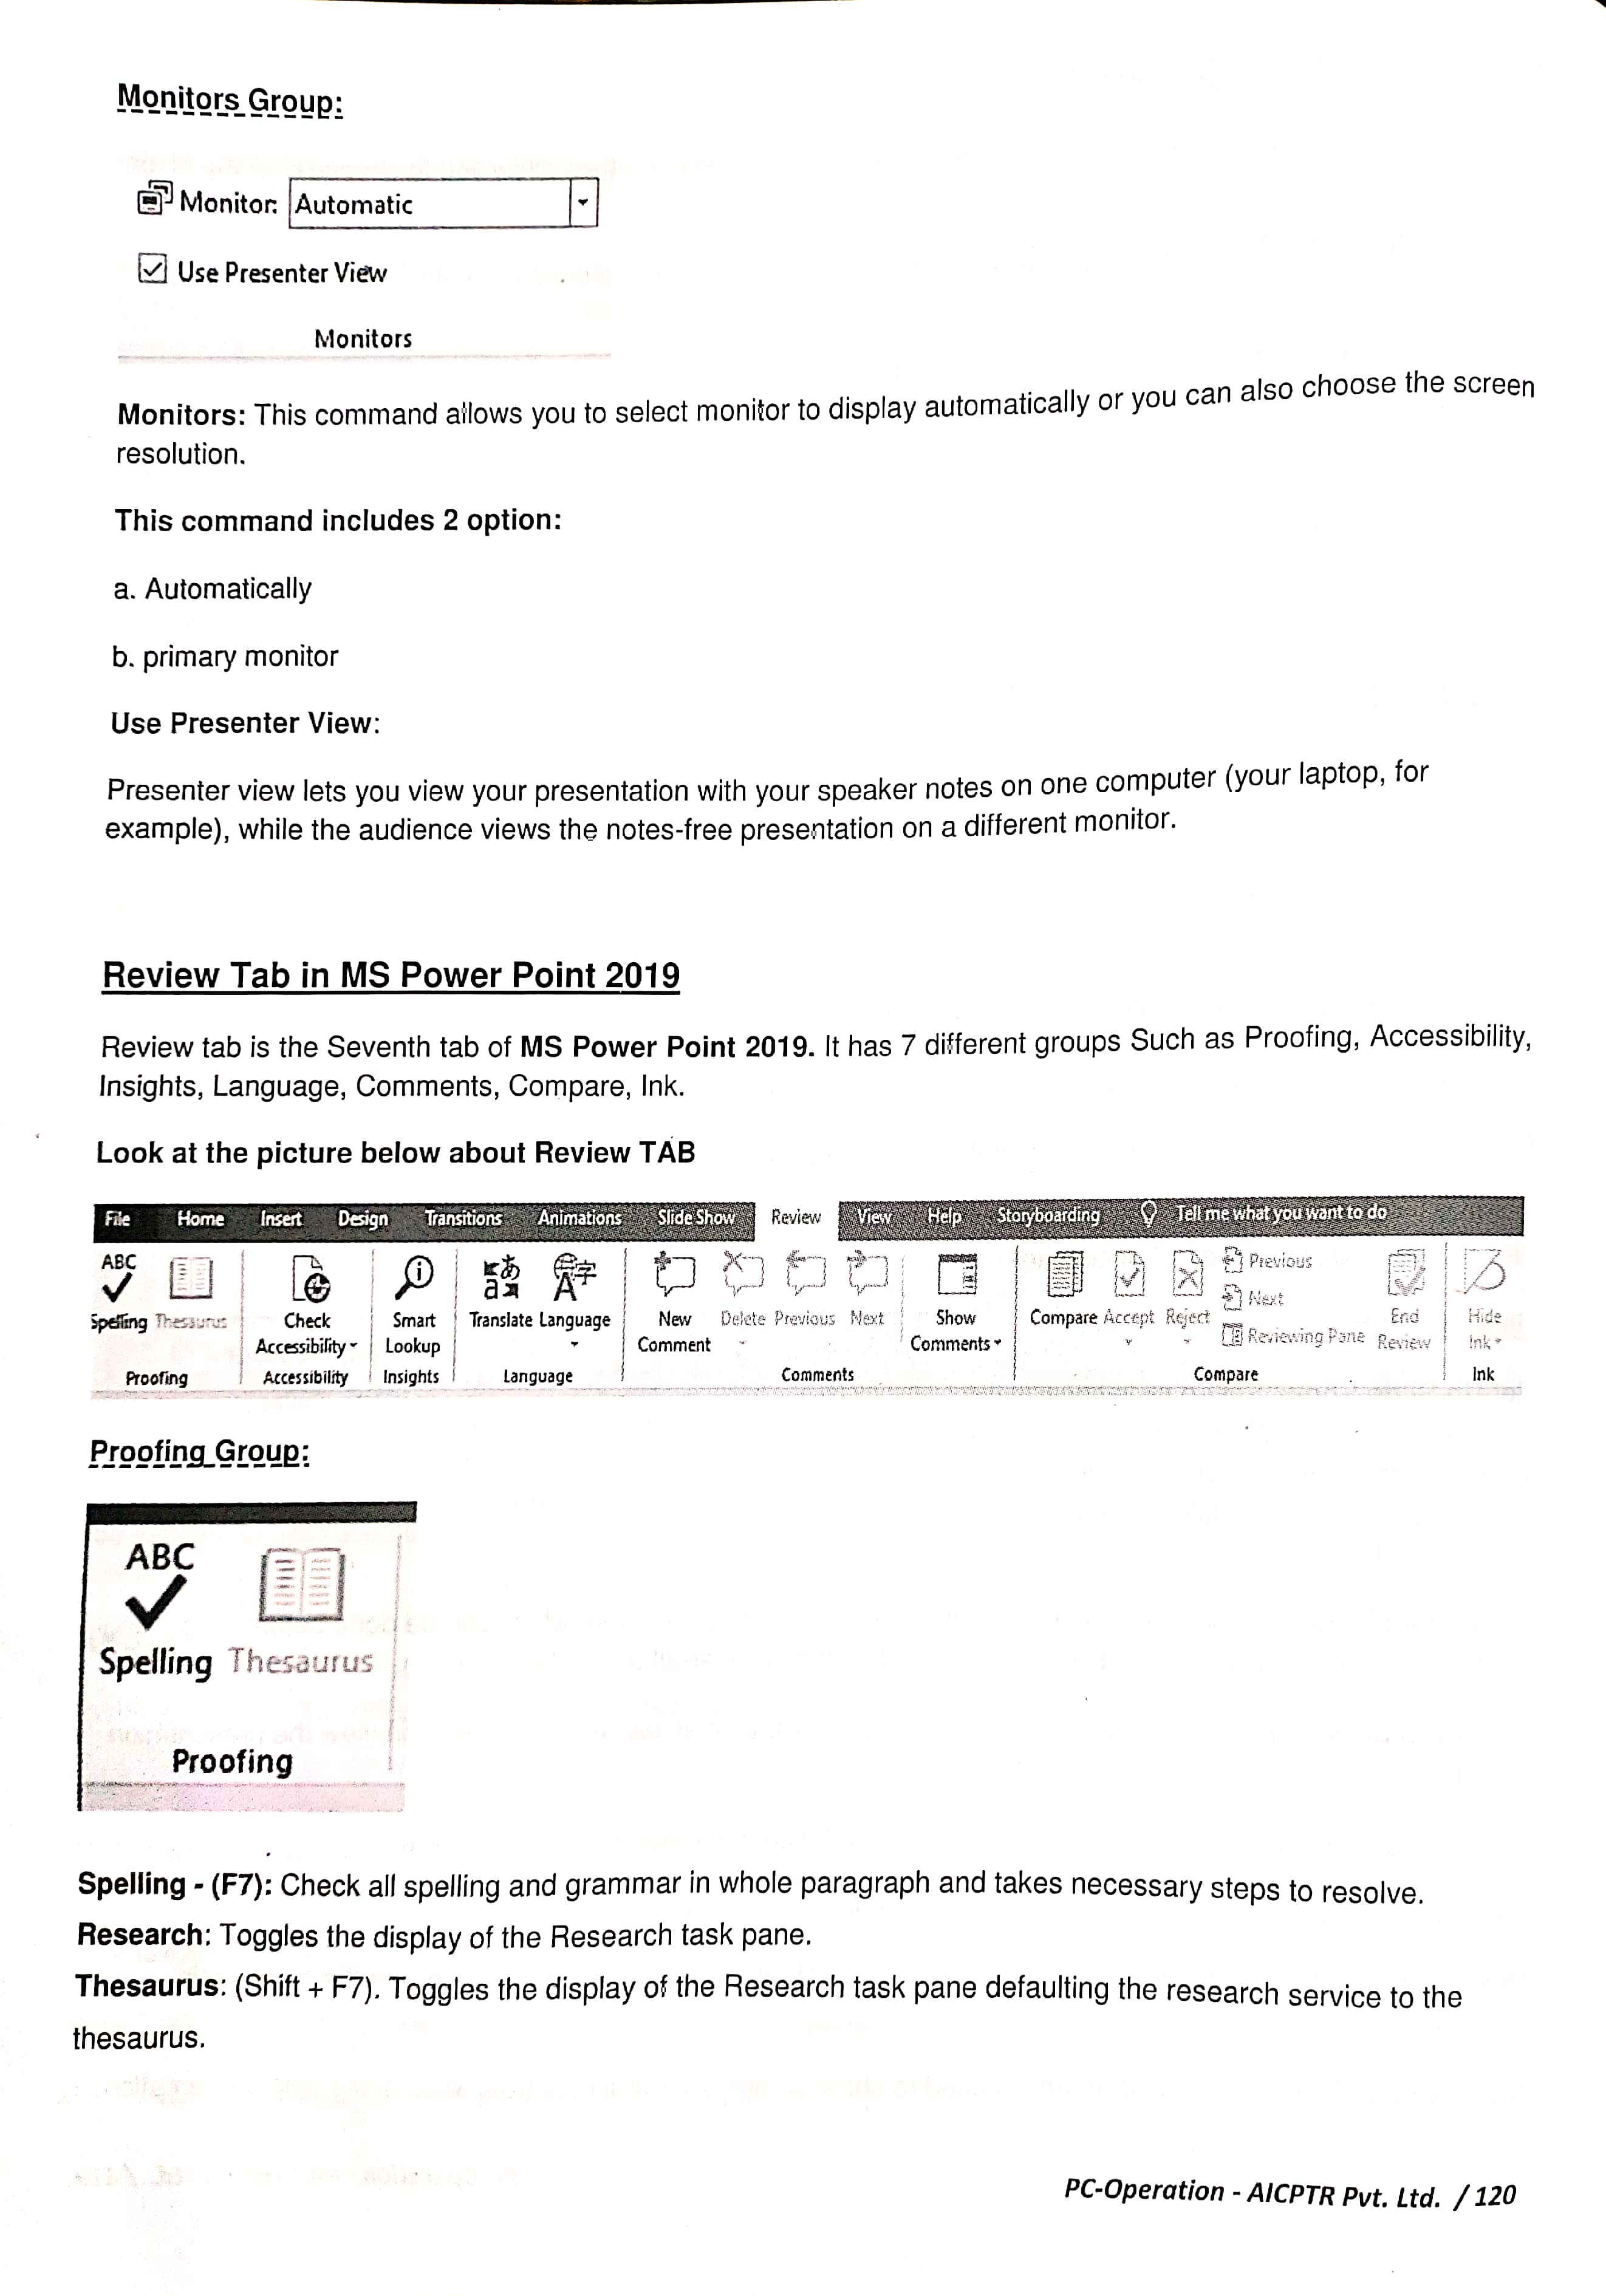 Monitors Group:
Monitor: Automatic
Use Presenter View
Monitors
Monitors: This command allows you to select monitor to display automatically or you can also choose the screen
resolution.
This command includes 2 option:
a. Automatically
b. primary monitor
Use Presenter View:
Presenter view lets you view your presentation with your speaker notes on one computer (your laptop, for
example), while the audience views the notes-free presentation on a different monitor.
Review Tab in MS Power Point 2019
Review tab is the Seventh tab of MS Power Point 2019. It has 7 different groups Such as Proofing, Accessibility,
Insights, Language, Comments, Compare, Ink.
Look at the picture below about Review TAB
File Home Insert Design Transitions Animations Slide Show Review View Help Storyboarding Tell me what you want to do
ABC Previous
Next
Spelling Thesaurus Check Smart Translate Language New Delete Previous Next Show Compare Accept Reject End Hide
Accessibility Lookup Comment Comments Reviewing Pane Review Ink
Proofing Accessibility Insights Language Comments Compare Ink
Proofing Group:
ABC
Spelling Thesaurus
Proofing
Spelling - (F7): Check all spelling and grammar in whole paragraph and takes necessary steps to resolve.
Research: Toggles the display of the Research task pane.
Thesaurus: (Shift + F7). Toggles the display of the Research task pane defaulting the research service to the
thesaurus.
PC-Operation - AICPTR Pvt. Ltd. / 120